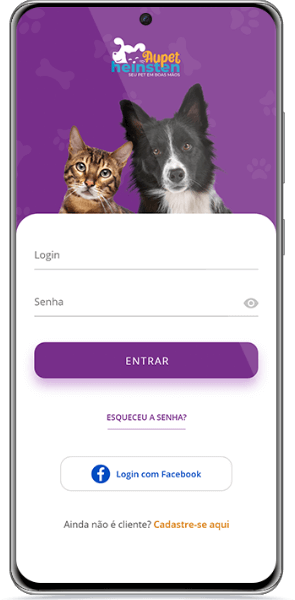 Aupet
heinsten
SEU PET EM BOAS MÃOS
Login
Senha
ENTRAR
ESQUECEU A SENHA?
Login com Facebook
Ainda não é cliente? Cadastre-se aqui